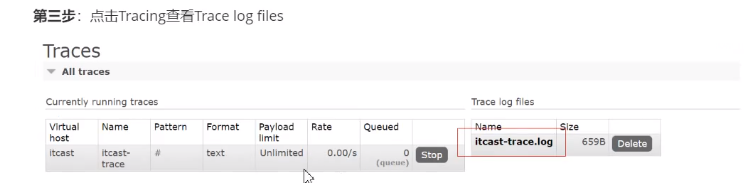 第三步：点击Tracing查看Trace log files
Traces
All traces
Currently running traces
Trace log files
Virtual host Name Pattern Format Payload limit Rate Queued
itcast itcast-trace # text Unlimited 0.00/s 0 (queue) Stop
Name Size
itcast-trace.log 659B Delete